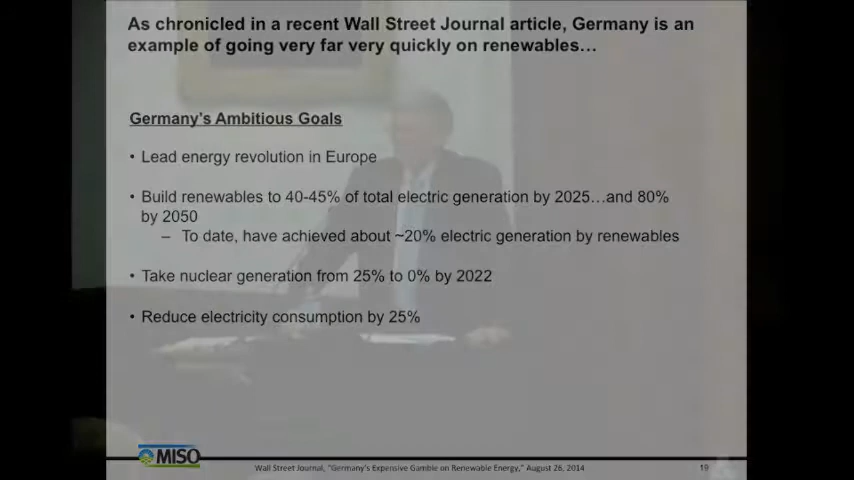 As chronicled in a recent Wall Street Journal article, Germany is an
example of going very far very quickly on renewables…
Germany's Ambitious Goals
• Lead energy revolution in Europe
• Build renewables to 40-45% of total electric generation by 2025…and 80%
by 2050
– To date, have achieved about ~20% electric generation by renewables
• Take nuclear generation from 25% to 0% by 2022
• Reduce electricity consumption by 25%
MISO
Wall Street Journal, "Germany's Expensive Gamble on Renewable Energy," August 26, 2014
19